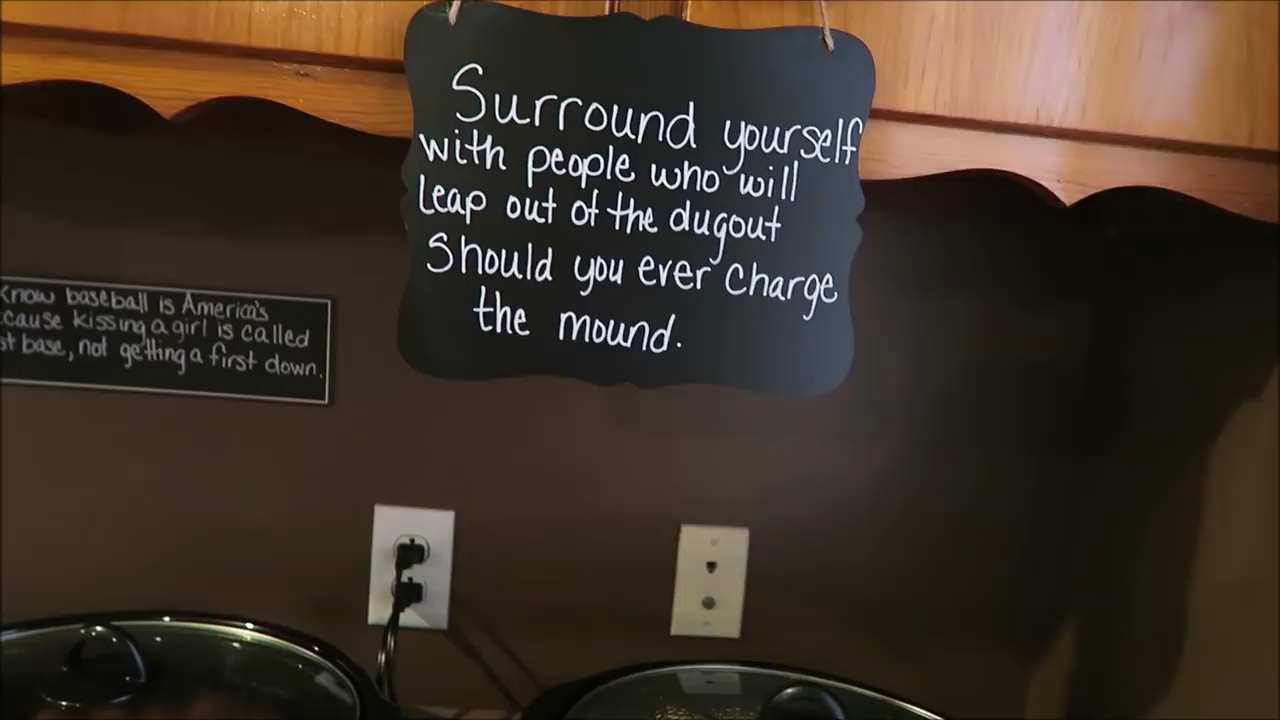 Surround yourself
with people who will
leap out of the dugout
Should you ever charge
the mound.
know baseball is America's
cause kissing a girl is called
st base, not getting a first down.